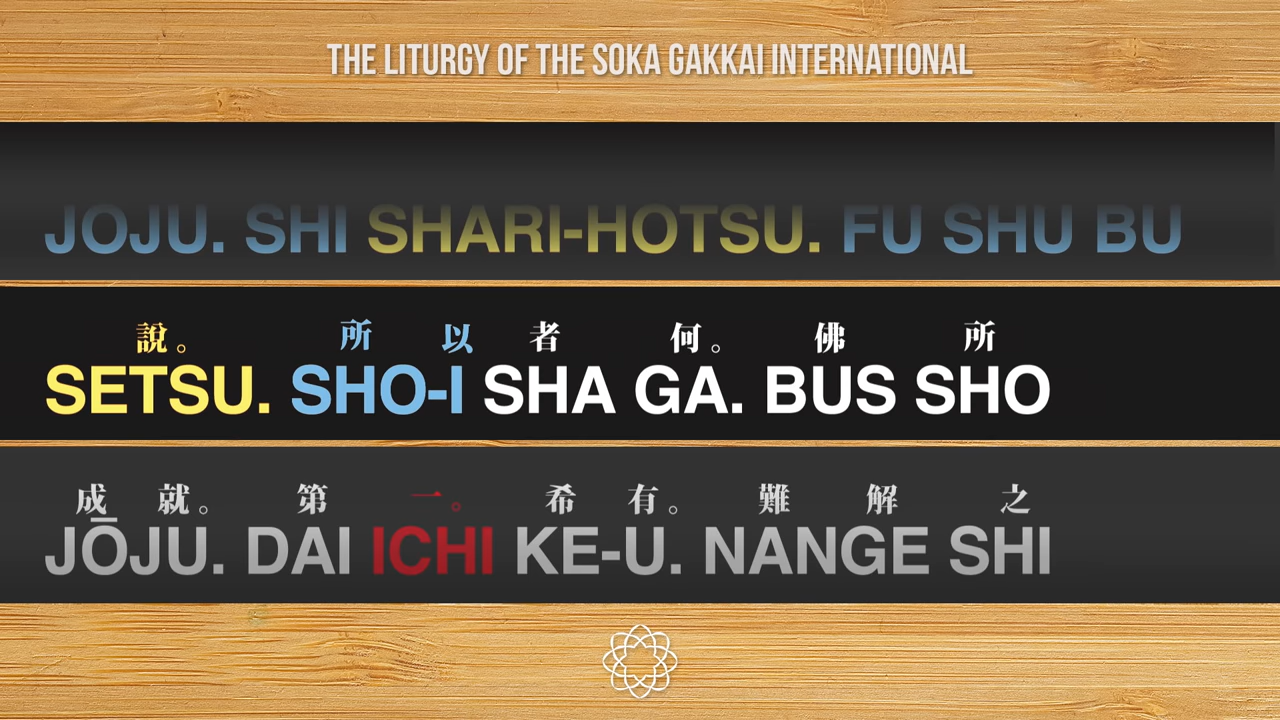 THE LITURGY OF THE SOKA GAKKAI INTERNATIONAL
JOJU. SHI SHARI-HOTSU. FU SHU BU
說。 所 以 者 何。 佛 所
SETSU. SHO-I SHA GA. BUS SHO
成 就。 第 一。 希 有。 難 解 之
JŌJU. DAI ICHI KE-U. NANGE SHI